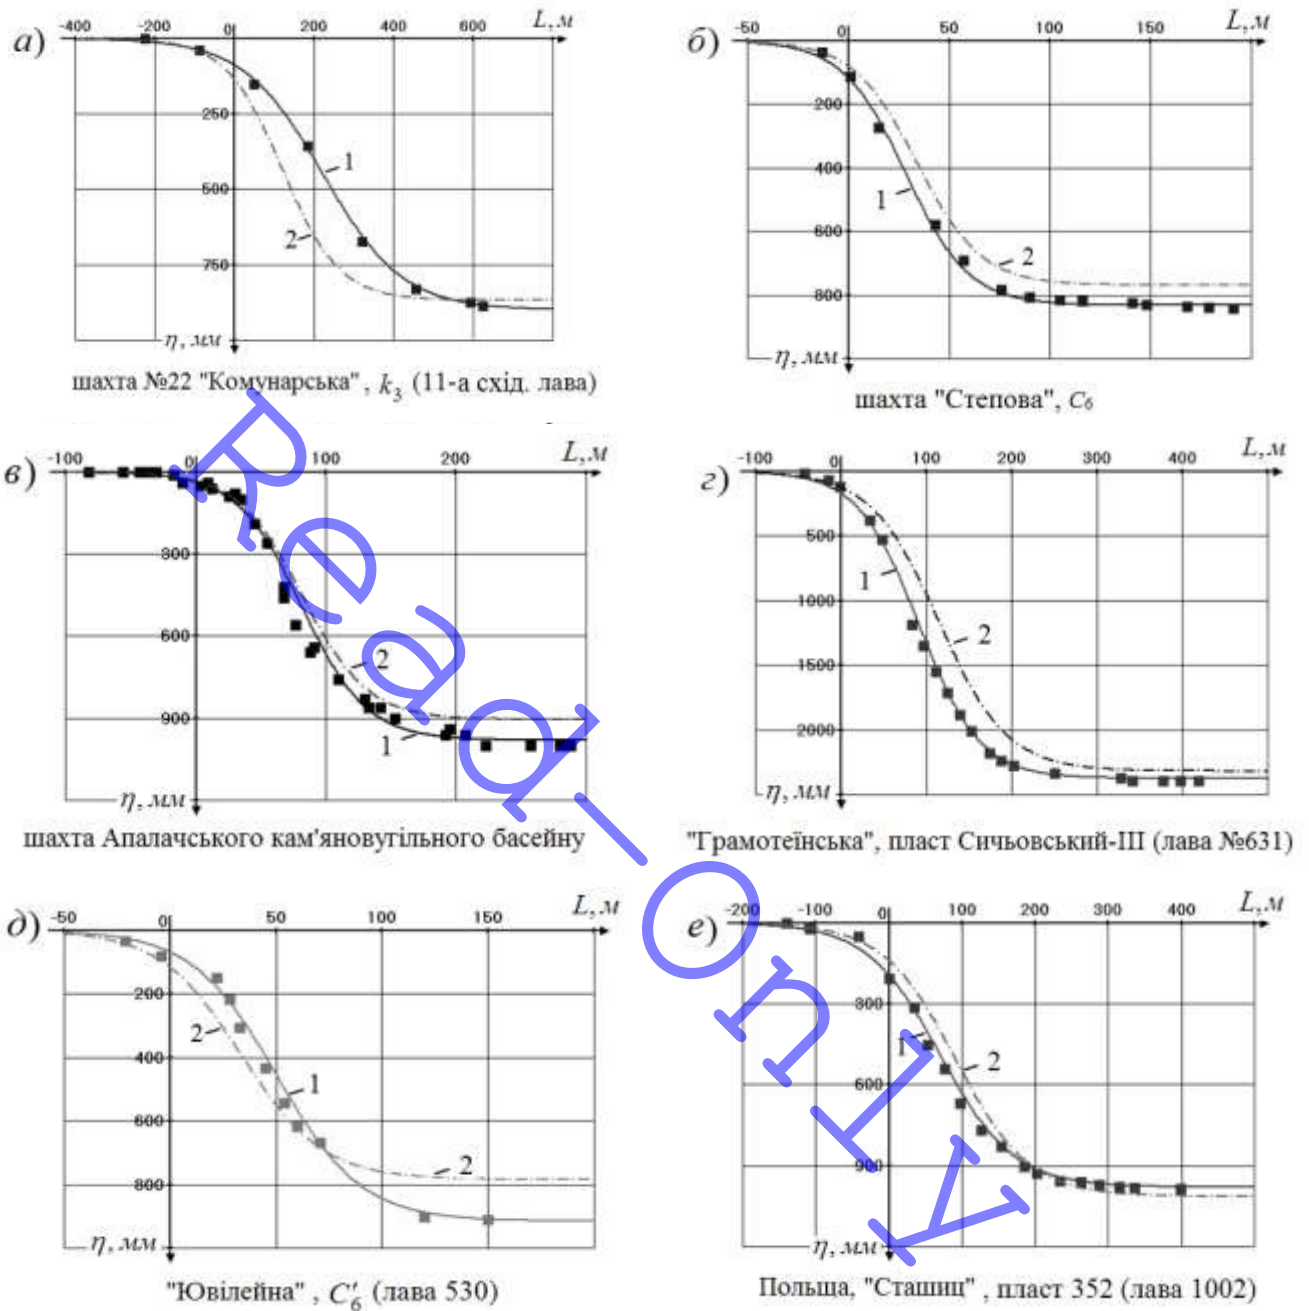 а)
-400 -200 0 200 400 600 L, м
250
500
750
1
2
η, мм
шахта №22 "Комунарська", k₃ (11-а схід. лава)
б)
-50 0 50 100 150 L, м
200
400
600
800
1
2
η, мм
шахта "Степова", C₆
в)
-100 0 100 200 L, м
300
600
900
2
1
η, мм
шахта Апалачського кам'яновугільного басейну
г)
-100 0 100 200 300 400 L, м
500
1000
1500
2000
1
2
η, мм
"Грамотеїнська", пласт Сичьовський-III (лава №631)
д)
-50 0 50 100 150 L, м
200
400
600
800
2
1
2
η, мм
"Ювілейна", C′₆ (лава 530)
е)
-200 -100 0 100 200 300 400 L, м
300
600
900
1
2
η, мм
Польща, "Сташиц", пласт 352 (лава 1002)
Read-Only